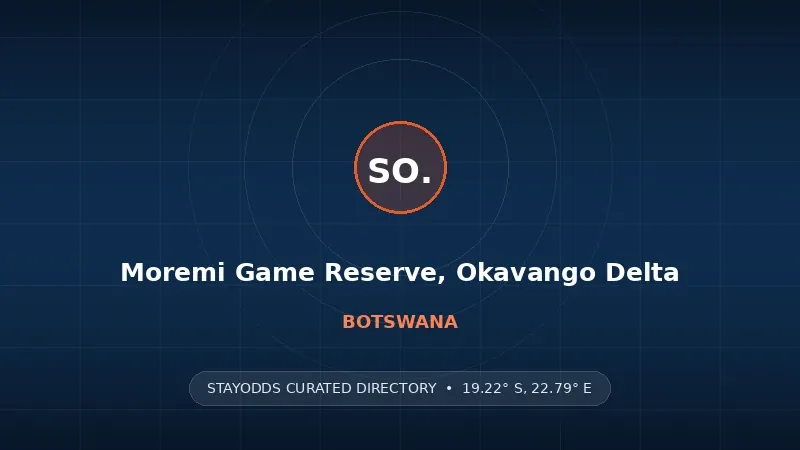 SO.
Moremi Game Reserve, Okavango Delta
BOTSWANA
STAYODDS CURATED DIRECTORY • 19.22° S, 22.79° E